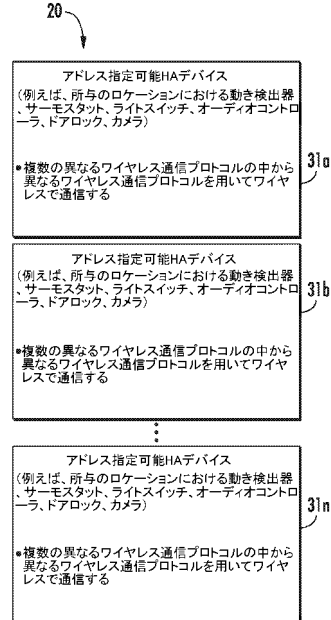 20
アドレス指定可能HAデバイス
(例えば、所与のロケーションにおける動き検出器
、サーモスタット、ライトスイッチ、オーディオコントロ
ーラ、ドアロック、カメラ)
●複数の異なるワイヤレス通信プロトコルの中から
異なるワイヤレス通信プロトコルを用いてワイヤ
レスで通信する
31a
アドレス指定可能HAデバイス
(例えば、所与のロケーションにおける動き検出器
、サーモスタット、ライトスイッチ、オーディオコントロ
ーラ、ドアロック、カメラ)
●複数の異なるワイヤレス通信プロトコルの中から
異なるワイヤレス通信プロトコルを用いてワイヤ
レスで通信する
31b
アドレス指定可能HAデバイス
(例えば、所与のロケーションにおける動き検出器
、サーモスタット、ライトスイッチ、オーディオコントロ
ーラ、ドアロック、カメラ)
●複数の異なるワイヤレス通信プロトコルの中から
異なるワイヤレス通信プロトコルを用いてワイヤ
レスで通信する
31n